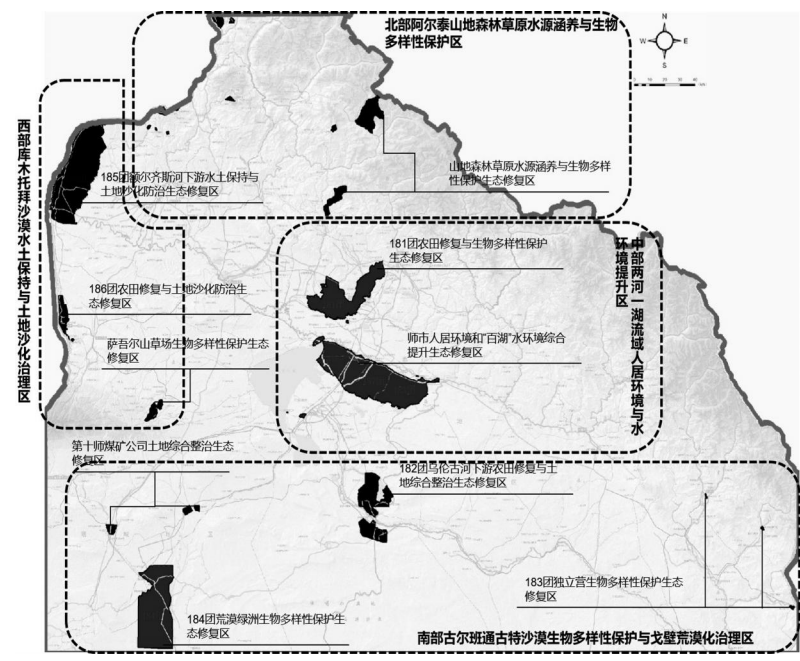 北部阿尔泰山地森林草原水源涵养与生物
多样性保护区
N
W
E
S
西部库木托拜沙漠水土保持与土地沙化治理区
185团额尔齐斯河下游水土保持与
土地沙化防治生态修复区
山地森林草原水源涵养与生物多样
性保护生态修复区
181团农田修复与生物多样性保护
生态修复区
中部两河一湖流域人居环境与水
环境提升区
186团农田修复与土地沙化防治生
态修复区
萨吾尔山草场生物多样性保护生态
修复区
师市人居环境和“百湖”水环境综合
提升生态修复区
第十师煤矿公司土地综合整治生态
修复区
182团乌伦古河下游农田修复与土
地综合整治生态修复区
183团独立营生物多样性保护生态
修复区
184团荒漠绿洲生物多样性保护生
态修复区
南部古尔班通古特沙漠生物多样性保护与戈壁荒漠化治理区